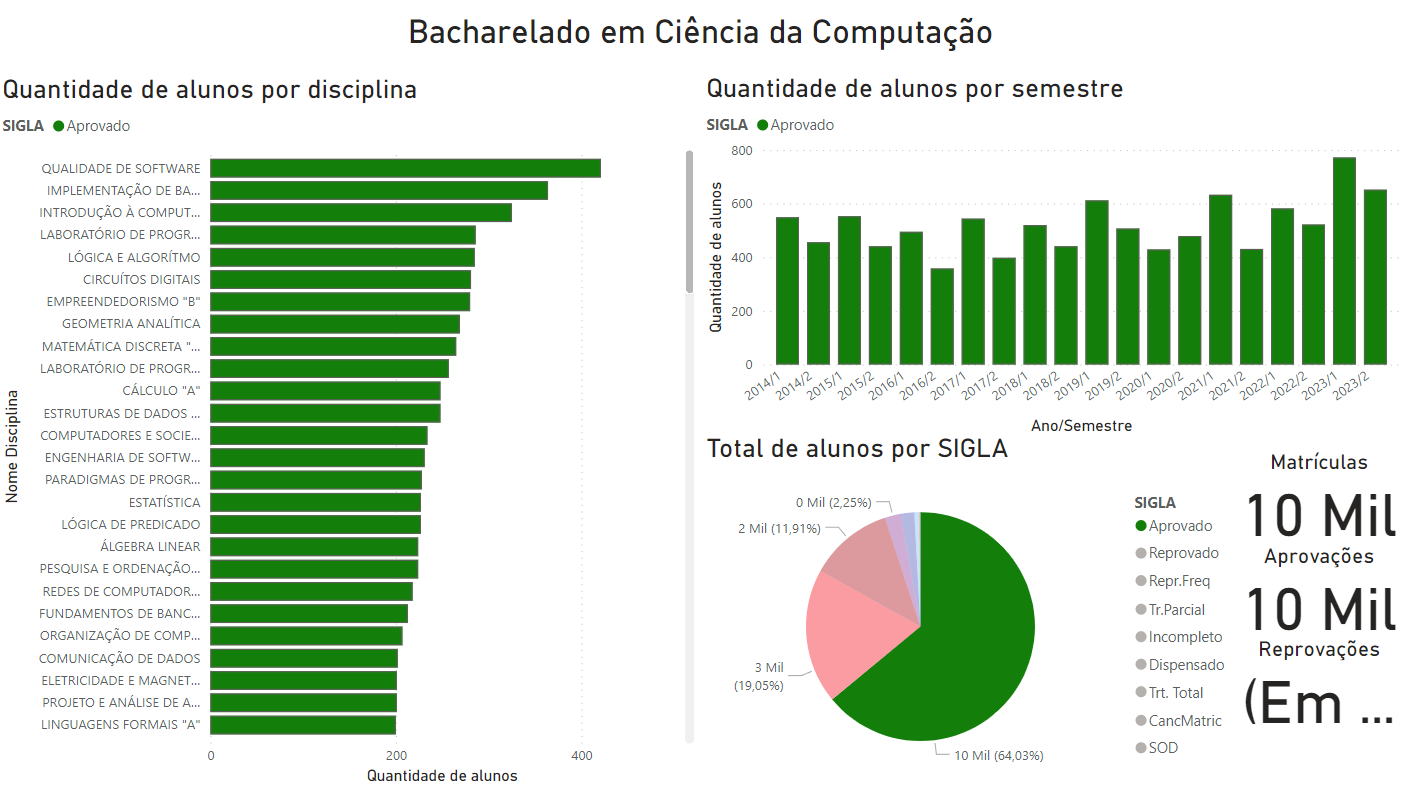 Bacharelado em Ciência da Computação
Quantidade de alunos por disciplina
SIGLA Aprovado
Nome Disciplina
QUALIDADE DE SOFTWARE
IMPLEMENTAÇÃO DE BA...
INTRODUÇÃO À COMPUT...
LABORATÓRIO DE PROGR...
LÓGICA E ALGORÍTMO
CIRCUÍTOS DIGITAIS
EMPREENDEDORISMO "B"
GEOMETRIA ANALÍTICA
MATEMÁTICA DISCRETA "...
LABORATÓRIO DE PROGR...
CÁLCULO "A"
ESTRUTURAS DE DADOS ...
COMPUTADORES E SOCIE...
ENGENHARIA DE SOFTW...
PARADIGMAS DE PROGR...
ESTATÍSTICA
LÓGICA DE PREDICADO
ÁLGEBRA LINEAR
PESQUISA E ORDENAÇÃO...
REDES DE COMPUTADOR...
FUNDAMENTOS DE BANC...
ORGANIZAÇÃO DE COMP...
COMUNICAÇÃO DE DADOS
ELETRICIDADE E MAGNET...
PROJETO E ANÁLISE DE A...
LINGUAGENS FORMAIS "A"
0 200 400
Quantidade de alunos
Quantidade de alunos por semestre
SIGLA Aprovado
Quantidade de alunos
800
600
400
200
0
2014/1 2014/2 2015/1 2015/2 2016/1 2016/2 2017/1 2017/2 2018/1 2018/2 2019/1 2019/2 2020/1 2020/2 2021/1 2021/2 2022/1 2022/2 2023/1 2023/2
Ano/Semestre
Total de alunos por SIGLA
0 Mil (2,25%)
2 Mil (11,91%)
3 Mil
(19,05%)
10 Mil (64,03%)
SIGLA
Aprovado
Reprovado
Repr.Freq
Tr.Parcial
Incompleto
Dispensado
Trt. Total
CancMatric
SOD
Matrículas
10 Mil
Aprovações
10 Mil
Reprovações
(Em ...